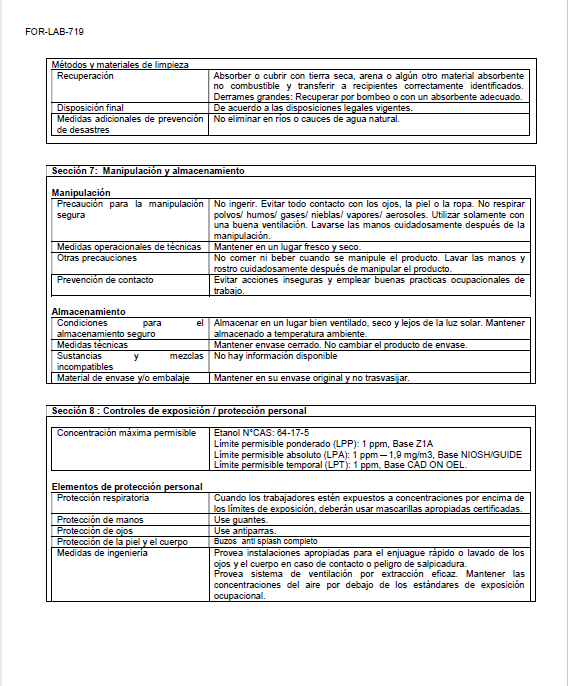 FOR-LAB-719
Métodos y materiales de limpieza
Recuperación
Absorber o cubrir con tierra seca, arena o algún otro material absorbente
no combustible y transferir a recipientes correctamente identificados.
Derrames grandes: Recuperar por bombeo o con un absorbente adecuado.
Disposición final
De acuerdo a las disposiciones legales vigentes.
Medidas adicionales de prevención
de desastres
No eliminar en ríos o cauces de agua natural.
Sección 7: Manipulación y almacenamiento
Manipulación
Precaución para la manipulación
segura
No ingerir. Evitar todo contacto con los ojos, la piel o la ropa. No respirar
polvos/ humos/ gases/ nieblas/ vapores/ aerosoles. Utilizar solamente con
una buena ventilación. Lavarse las manos cuidadosamente después de la
manipulación.
Medidas operacionales de técnicas
Mantener en un lugar fresco y seco.
Otras precauciones
No comer ni beber cuando se manipule el producto. Lavar las manos y
rostro cuidadosamente después de manipular el producto.
Prevención de contacto
Evitar acciones inseguras y emplear buenas practicas ocupacionales de
trabajo.
Almacenamiento
Condiciones para el
almacenamiento seguro
Almacenar en un lugar bien ventilado, seco y lejos de la luz solar. Mantener
almacenado a temperatura ambiente.
Medidas técnicas
Mantener envase cerrado. No cambiar el producto de envase.
Sustancias y mezclas
incompatibles
No hay información disponible
Material de envase y/o embalaje
Mantener en su envase original y no trasvasijar.
Sección 8 : Controles de exposición / protección personal
Concentración máxima permisible
Etanol N°CAS: 64-17-5
Límite permisible ponderado (LPP): 1 ppm, Base Z1A
Límite permisible absoluto (LPA): 1 ppm – 1,9 mg/m3, Base NIOSH/GUIDE
Límite permisible temporal (LPT): 1 ppm, Base CAD ON OEL.
Elementos de protección personal
Protección respiratoria
Cuando los trabajadores estén expuestos a concentraciones por encima de
los límites de exposición, deberán usar mascarillas apropiadas certificadas.
Protección de manos
Use guantes.
Protección de ojos
Use antiparras.
Protección de la piel y el cuerpo
Buzos anti splash completo
Medidas de ingeniería
Provea instalaciones apropiadas para el enjuague rápido o lavado de los
ojos y el cuerpo en caso de contacto o peligro de salpicadura.
Provea sistema de ventilación por extracción eficaz. Mantener las
concentraciones del aire por debajo de los estándares de exposición
ocupacional.